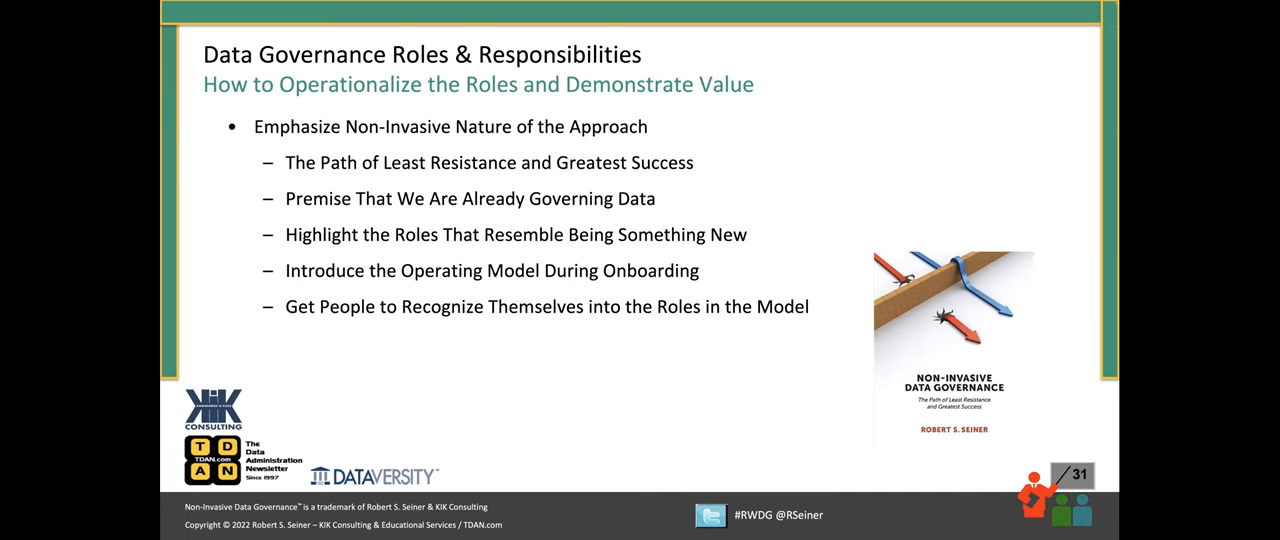 Data Governance Roles & Responsibilities
How to Operationalize the Roles and Demonstrate Value
• Emphasize Non-Invasive Nature of the Approach
– The Path of Least Resistance and Greatest Success
– Premise That We Are Already Governing Data
– Highlight the Roles That Resemble Being Something New
– Introduce the Operating Model During Onboarding
– Get People to Recognize Themselves into the Roles in the Model
NON-INVASIVE
DATA GOVERNANCE
The Path of Least Resistance
and Greatest Success
ROBERT S. SEINER
KIK
CONSULTING
T D
TDAN.com
A N
The
Data
Administration
Newsletter
Since 1997
DATAVERSITY
/ 31
Non-Invasive Data Governance™ is a trademark of Robert S. Seiner & KIK Consulting
Copyright © 2022 Robert S. Seiner – KIK Consulting & Educational Services / TDAN.com
#RWDG @RSeiner